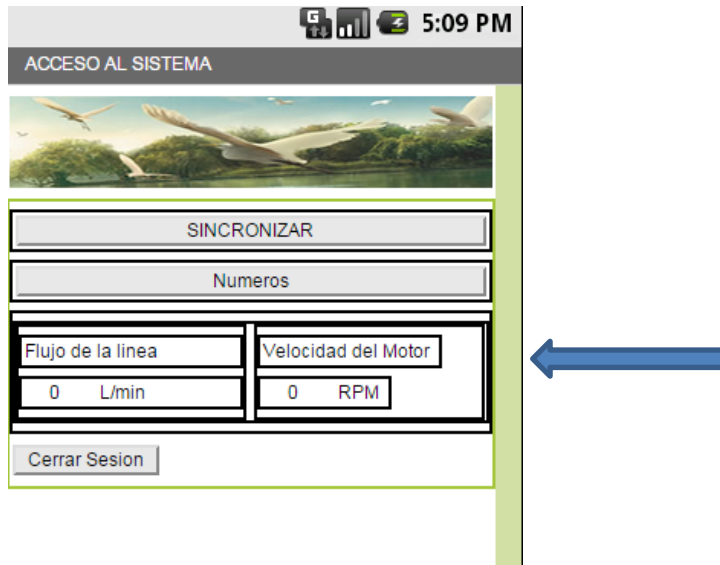 5:09 PM
ACCESO AL SISTEMA
SINCRONIZAR
Numeros
Flujo de la linea
Velocidad del Motor
0 L/min
0 RPM
Cerrar Sesion